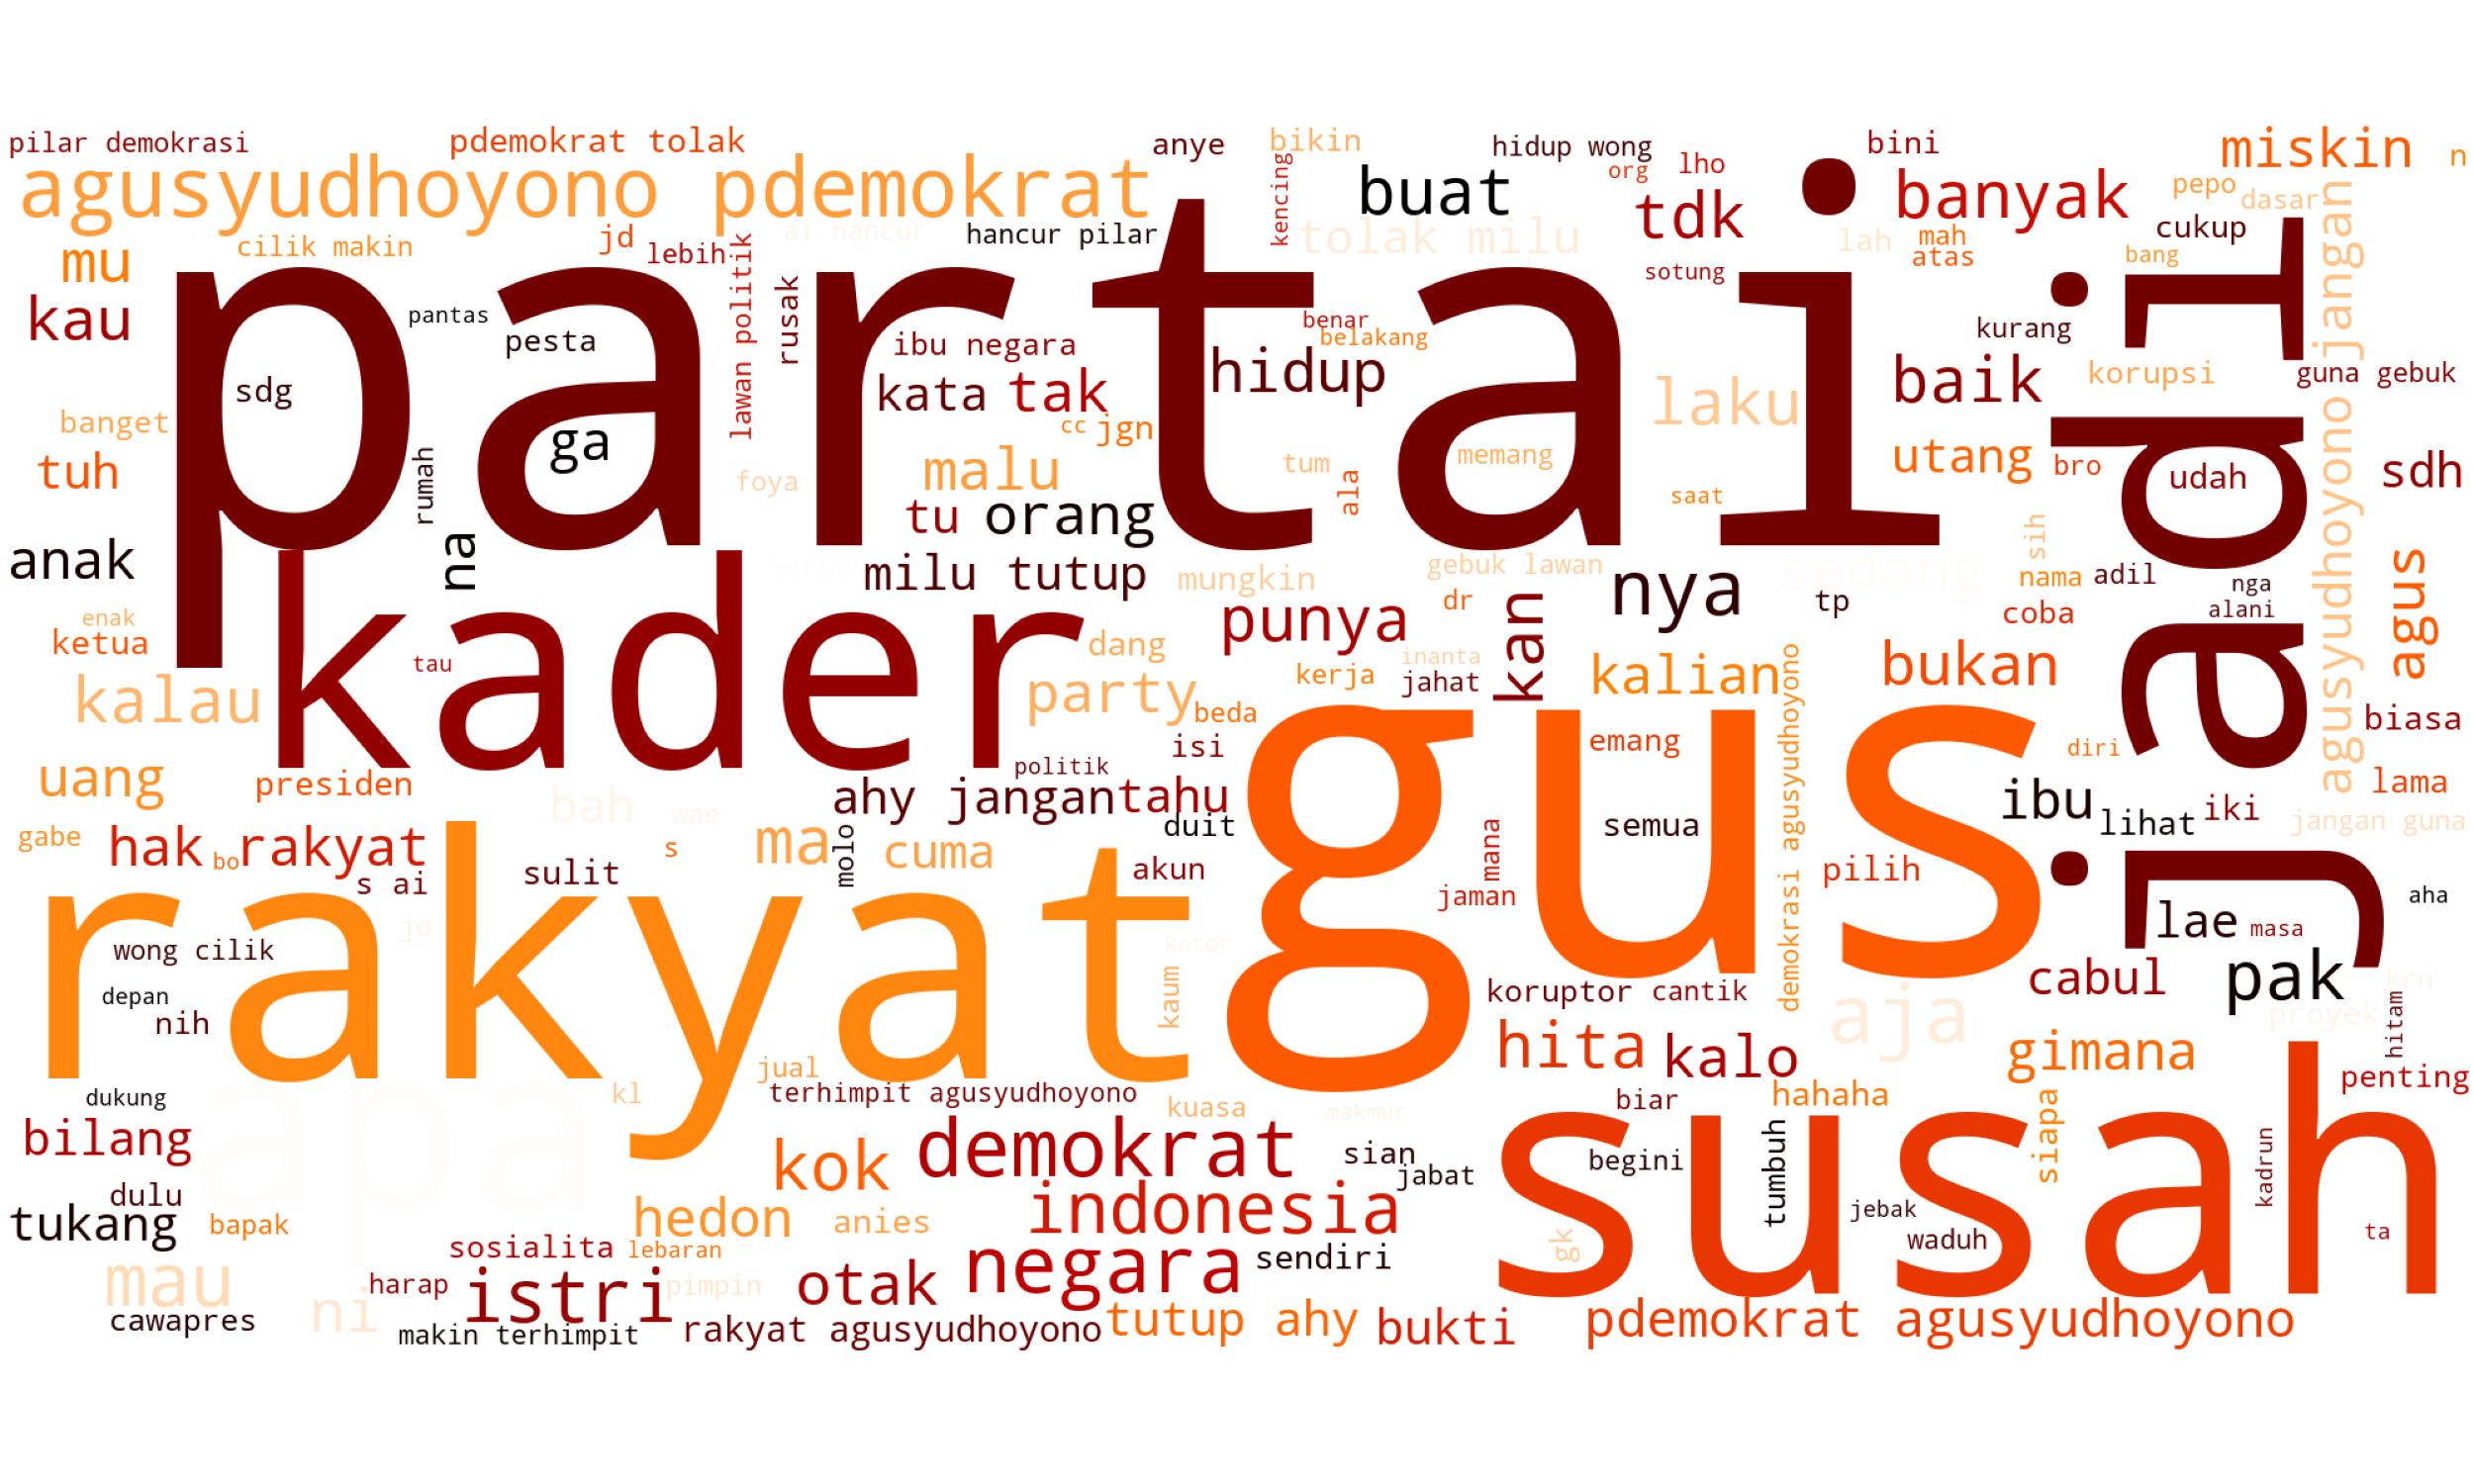 pilar demokrasi
pdemokrat tolak
anye
bikin
hidup wong
org
lho
bini
miskin
n
agusyudhoyono pdemokrat
kencing
buat
tdk
banyak
pepo
dasar
mu
cilik makin
jd
lebih
ai hancur
hancur pilar
tolak milu
lah
mah
atas
cukup
bang
kau
pantas
pesta
lawan politik
rusak
partai
sotung
jadi
agusyudhoyono jangan
ibu negara
benar
belakang
kurang
sdg
kata
tak
hidup
laku
baik
korupsi
guna gebuk
banget
ga
cc
jgn
tuh
rumah
foya
malu
tum
ala
memang
saat
utang
bro
udah
sdh
tu
orang
anak
na
milu tutup
mungkin
gebuk lawan
nya
sedang
tp
sih
nama
adil
nga
alani
agus
enak
ketua
kader
tau
dang
punya
dr
kan
coba
inanta
kerja
jahat
kalian
bukan
kalau
party
beda
demokrasi agusyudhoyono
biasa
uang
presiden
isi
emang
diri
politik
lama
bah
wae
ahy jangan
tahu
gus
ibu
lihat
iki
jangan guna
gabe
hak
bo
rakyat
s
ma
molo
cuma
duit
semua
mana
s ai
sulit
akun
jaman
pilih
aha
rakyat
jo
wong cilik
kotor
lae
masa
depan
nih
kaum
koruptor
cantik
cabul
pak
krn
proyek
hitam
aja
hita
kalo
gimana
apa
kl
jual
terhimpit agusyudhoyono
kuasa
makmur
biar
hahaha
siapa
penting
dukung
bilang
kok
demokrat
sian
jabat
begini
tumbuh
susah
kadrun
dulu
tukang
bapak
hedon
anies
indonesia
jebak
waduh
ta
sosialita
lebaran
negara
sendiri
gk
mau
harap
istri
pimpin
otak
cawapres
ni
makin terhimpit
rakyat agusyudhoyono
tutup ahy
bukti
pdemokrat agusyudhoyono